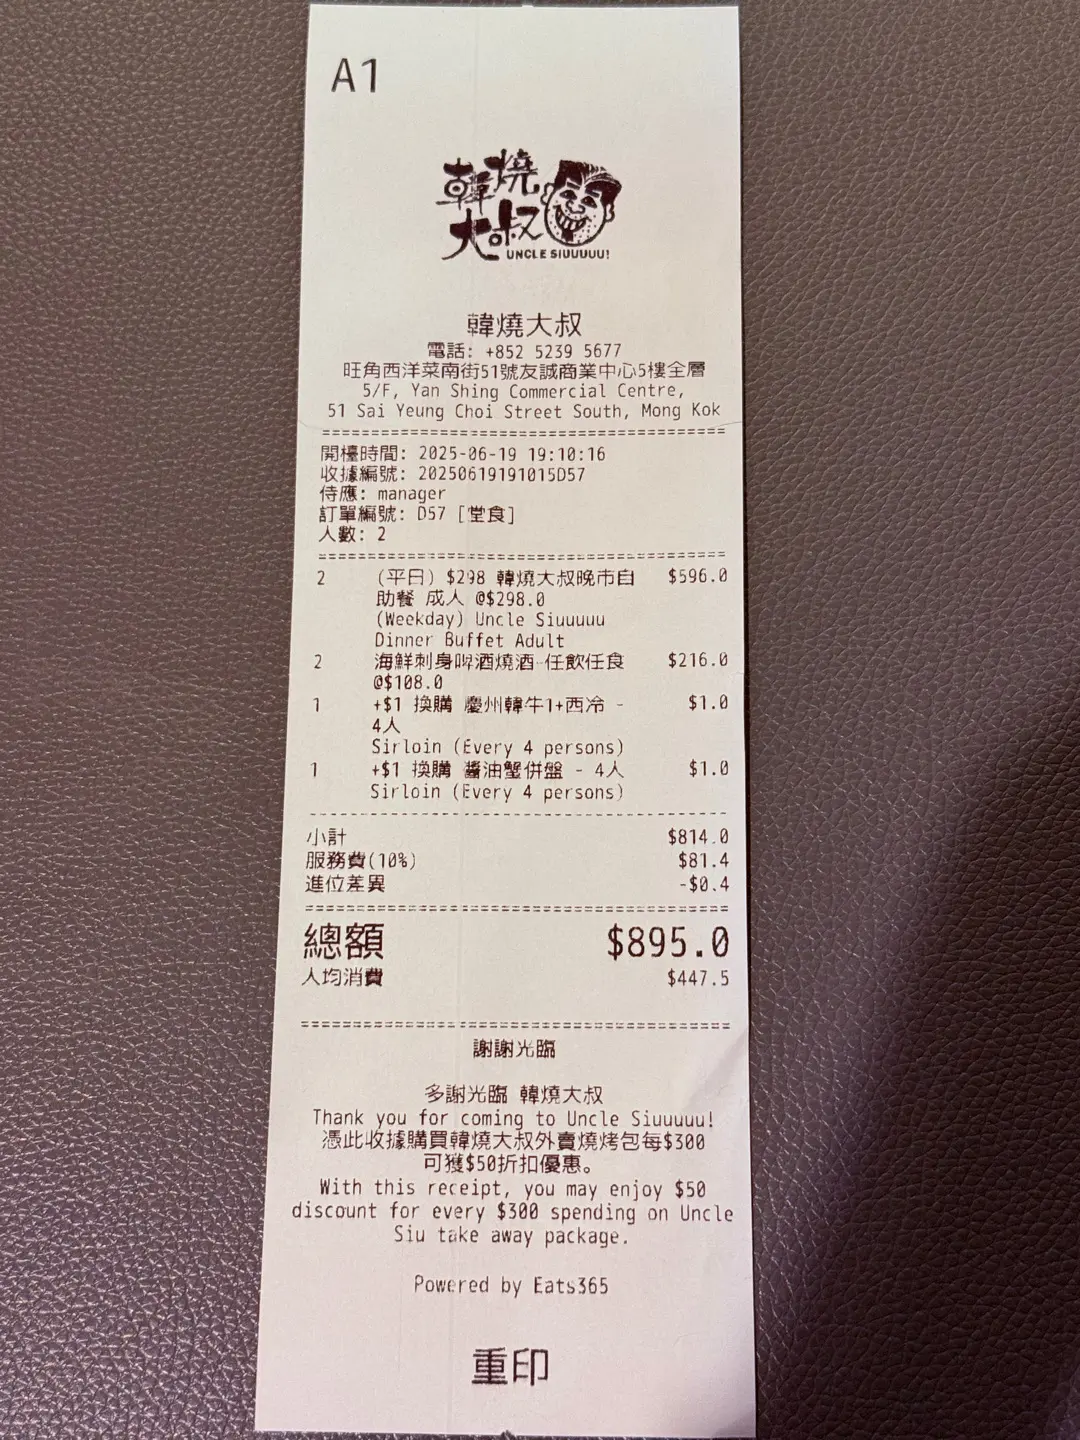 A1
韓燒
大叔
UNCLE SIUUUUU!
韓燒大叔
電話: +852 5239 5677
旺角西洋菜南街51號友誠商業中心5樓全層
5/F, Yan Shing Commercial Centre,
51 Sai Yeung Choi Street South, Mong Kok
開檯時間: 2025-06-19 19:10:16
收據編號: 20250619191015D57
侍應: manager
訂單編號: D57 [堂食]
人數: 2
2 (平日) $298 韓燒大叔晚市自 $596.0
助餐 成人 @$298.0
(Weekday) Uncle Siuuuuu
Dinner Buffet Adult
2 海鮮刺身啤酒燒酒-任飲任食 $216.0
@$108.0
1 +$1 換購 慶州韓牛1+西冷 - $1.0
4人
Sirloin (Every 4 persons)
1 +$1 換購 醬油蟹併盤 - 4人 $1.0
Sirloin (Every 4 persons)
小計 $814.0
服務費(10%) $81.4
進位差異 -$0.4
總額 $895.0
人均消費 $447.5
謝謝光臨
多謝光臨 韓燒大叔
Thank you for coming to Uncle Siuuuuu!
憑此收據購買韓燒大叔外賣燒烤包每$300
可獲$50折扣優惠。
With this receipt, you may enjoy $50
discount for every $300 spending on Uncle
Siu take away package.
Powered by Eats365
重印